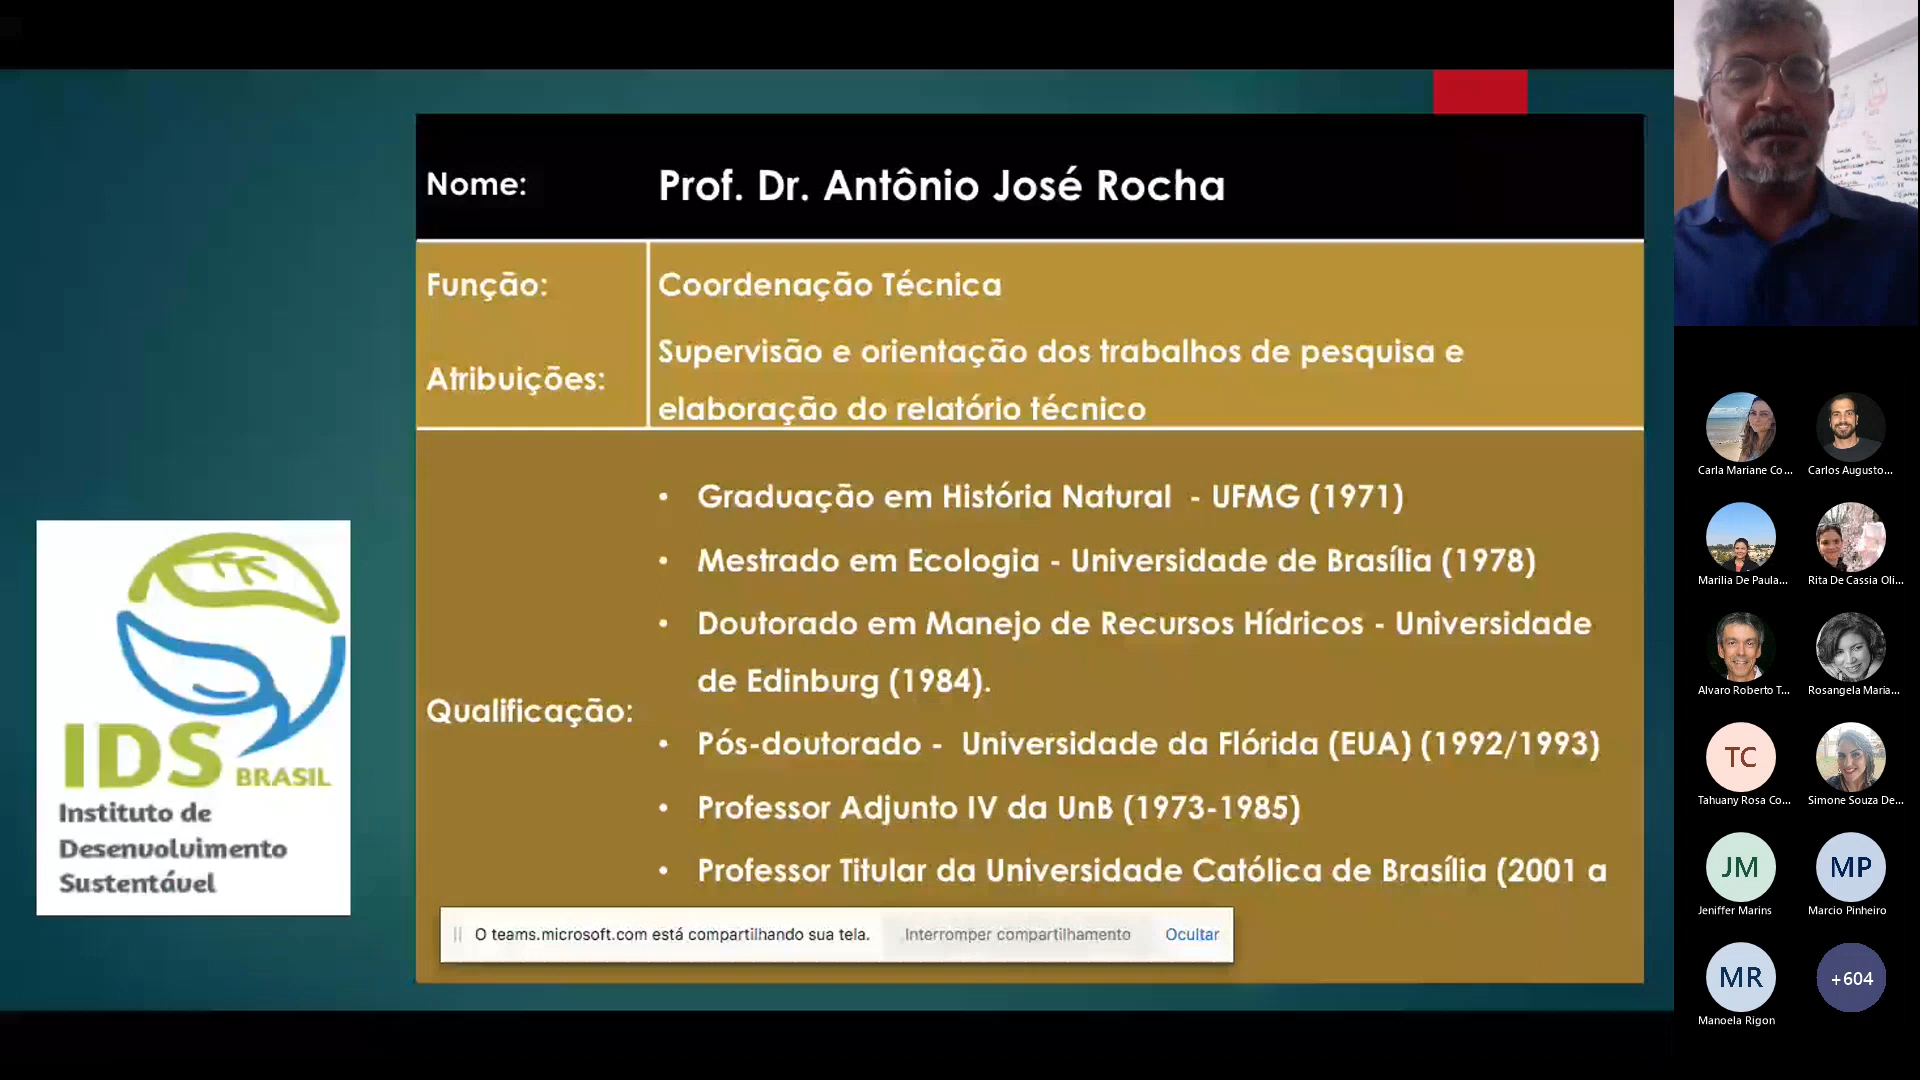 Nome:
Prof. Dr. Antônio José Rocha
Função:
Coordenação Técnica
Atribuições:
Supervisão e orientação dos trabalhos de pesquisa e
elaboração do relatório técnico
Qualificação:
• Graduação em História Natural - UFMG (1971)
• Mestrado em Ecologia - Universidade de Brasília (1978)
• Doutorado em Manejo de Recursos Hídricos - Universidade
de Edinburg (1984).
• Pós-doutorado - Universidade da Flórida (EUA) (1992/1993)
• Professor Adjunto IV da UnB (1973-1985)
• Professor Titular da Universidade Católica de Brasília (2001 a
O teams.microsoft.com está compartilhando sua tela. Interromper compartilhamento Ocultar
IDS BRASIL
Instituto de
Desenvolvimento
Sustentável
Carla Mariane Co... Carlos Augusto...
Marilia De Paula... Rita De Cassia Oli...
Alvaro Roberto T... Rosangela Maria...
TC
Tahuany Rosa Co... Simone Souza De...
JM MP
Jeniffer Marins Marcio Pinheiro
MR +604
Manoela Rigon